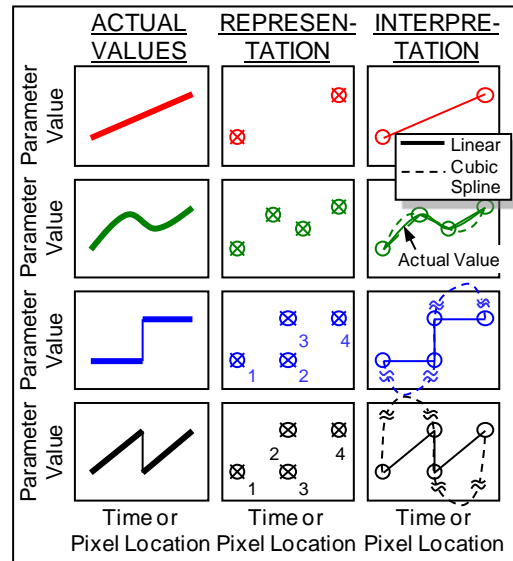 ACTUAL VALUES
REPRESEN-TATION
INTERPRE-TATION
Parameter Value
Linear
Cubic Spline
Parameter Value
Actual Value
Parameter Value
3 4
1 2
Parameter Value
2 4
1 3
Time or Pixel Location
Time or Pixel Location
Time or Pixel Location